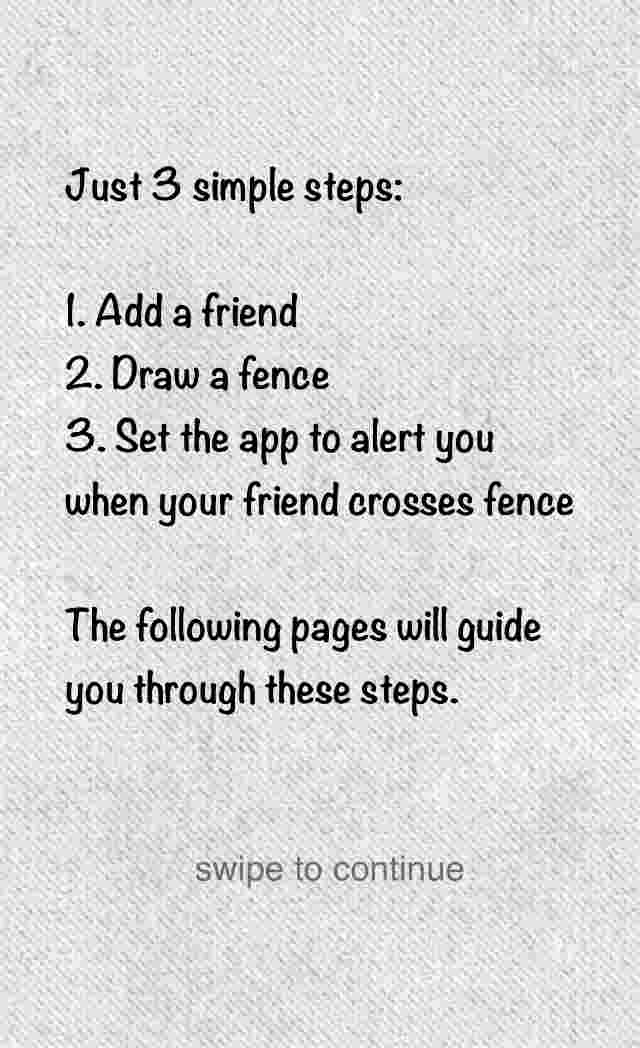 Just 3 simple steps:
1. Add a friend
2. Draw a fence
3. Set the app to alert you
when your friend crosses fence
The following pages will guide
you through these steps.
swipe to continue